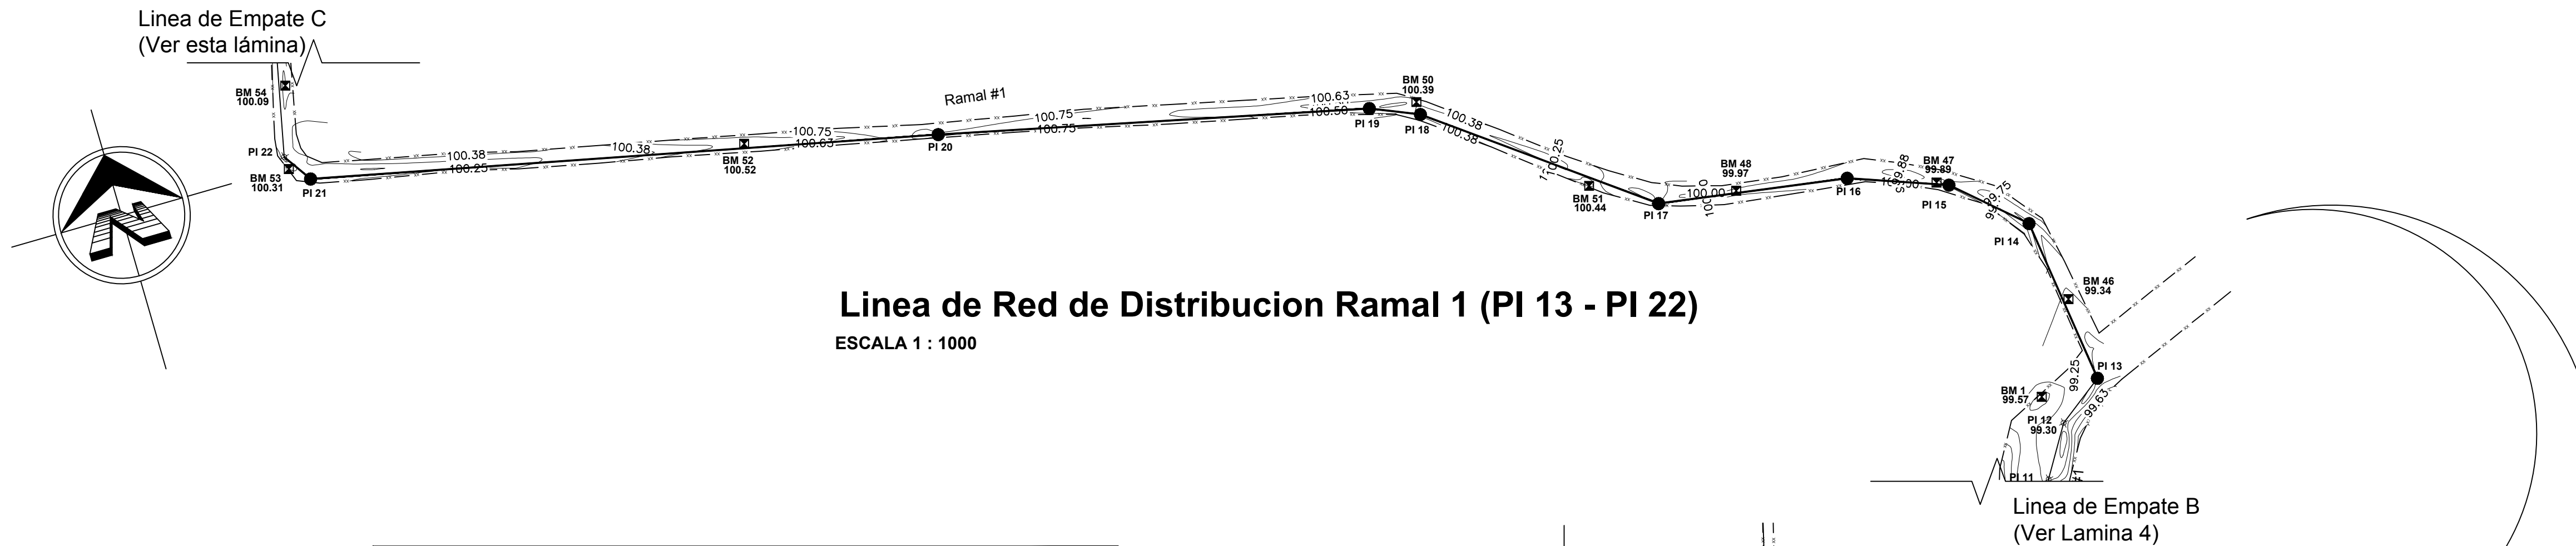 Linea de Empate C
(Ver esta lámina)
BM 54
100.09
PI 22
BM 53
100.31
PI 21
100.38
100.25
100.38
BM 52
100.52
100.75
100.63
Ramal #1
PI 20
100.75
100.75
100.63
100.50
PI 19
BM 50
100.39
PI 18
100.38
100.38
100.25
BM 51
100.44
PI 17
BM 48
99.97
100.00
PI 16
99.88
BM 47
99.89
PI 15
99.75
PI 14
BM 46
99.34
PI 13
99.25
99.63
BM 1
99.57
PI 12
99.30
PI 11
Linea de Red de Distribucion Ramal 1 (PI 13 - PI 22)
ESCALA 1 : 1000
Linea de Empate B
(Ver Lamina 4)